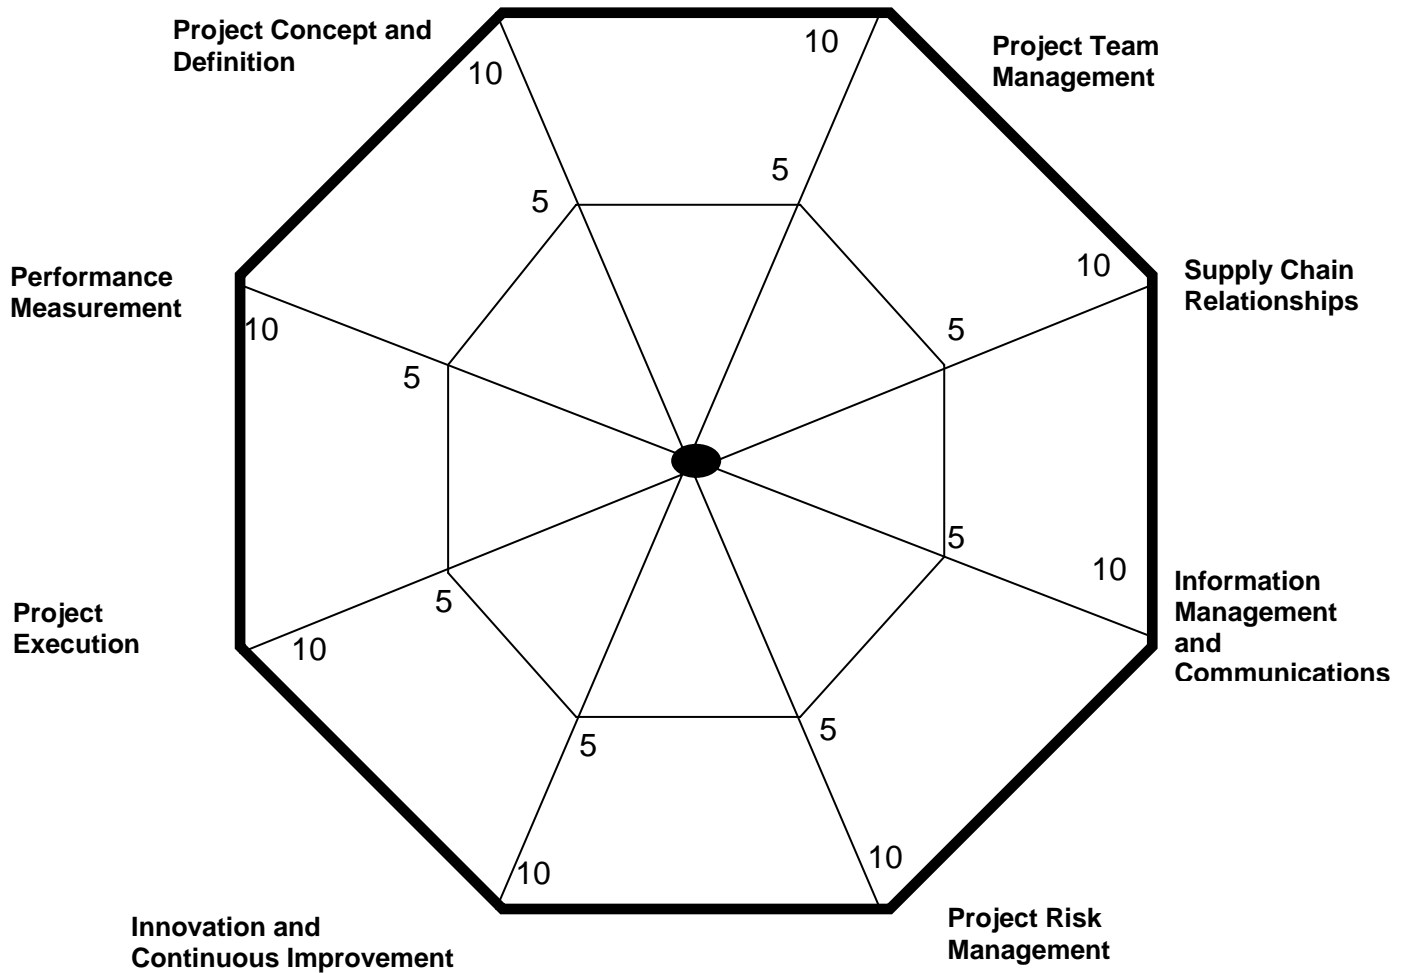 Project Concept and
Definition
10
10
Project Team
Management
5
5
Performance
Measurement
10
5
10
5
Supply Chain
Relationships
Project
Execution
5
10
5
10
Information
Management
and
Communications
5
10
5
10
Innovation and
Continuous Improvement
Project Risk
Management